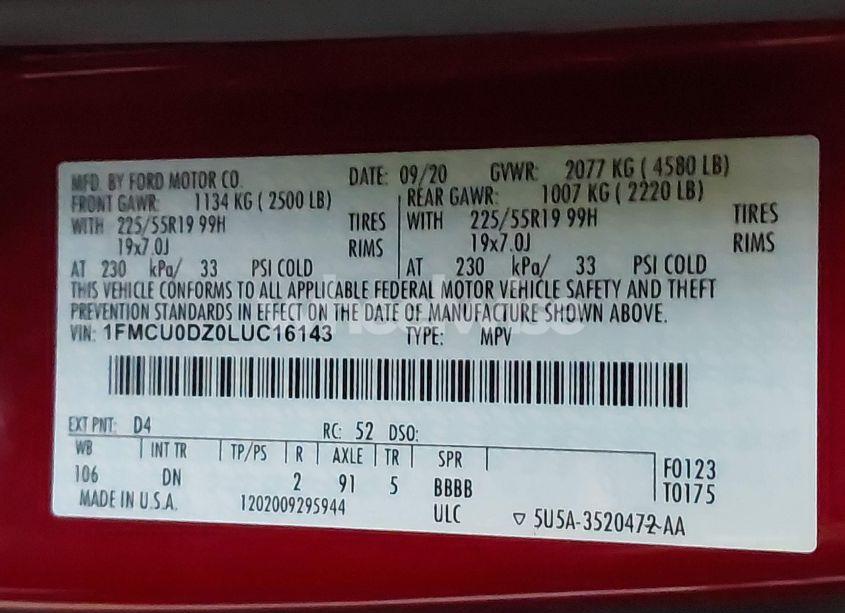 MFD. BY FORD MOTOR CO. DATE: 09/20 GVWR: 2077 KG ( 4580 LB)
FRONT GAWR: 1134 KG ( 2500 LB) REAR GAWR: 1007 KG ( 2220 LB)
WITH 225/55R19 99H TIRES WITH 225/55R19 99H TIRES
19x7.0J RIMS 19x7.0J RIMS
AT 230 kPa/ 33 PSI COLD AT 230 kPa/ 33 PSI COLD
THIS VEHICLE CONFORMS TO ALL APPLICABLE FEDERAL MOTOR VEHICLE SAFETY AND THEFT
PREVENTION STANDARDS IN EFFECT ON THE DATE OF MANUFACTURE SHOWN ABOVE.
VIN: 1FMCU0DZ0LUC16143 TYPE: MPV
EXT PNT: D4 RC: 52 DSO:
WB INT TR TP/PS R AXLE TR SPR
106 DN 2 91 5 BBBB
F0123
T0175
MADE IN U.S.A. 1202009295944 ULC ▽ 5U5A-3520472-AA